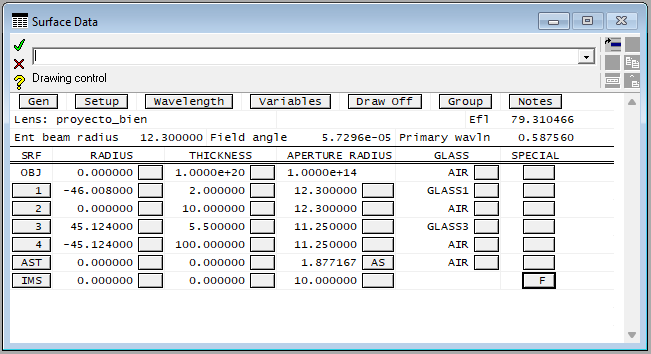 Surface Data
Drawing control
Gen Setup Wavelength Variables Draw Off Group Notes
Lens: proyecto_bien Efl 79.310466
Ent beam radius 12.300000 Field angle 5.7296e-05 Primary wavln 0.587560
SRF RADIUS THICKNESS APERTURE RADIUS GLASS SPECIAL
OBJ 0.000000 1.0000e+20 1.0000e+14 AIR
1 -46.008000 2.000000 12.300000 GLASS1
2 0.000000 10.000000 12.300000 AIR
3 45.124000 5.500000 11.250000 GLASS3
4 -45.124000 100.000000 11.250000 AIR
AST 0.000000 0.000000 1.877167 AS AIR
IMS 0.000000 0.000000 10.000000 F